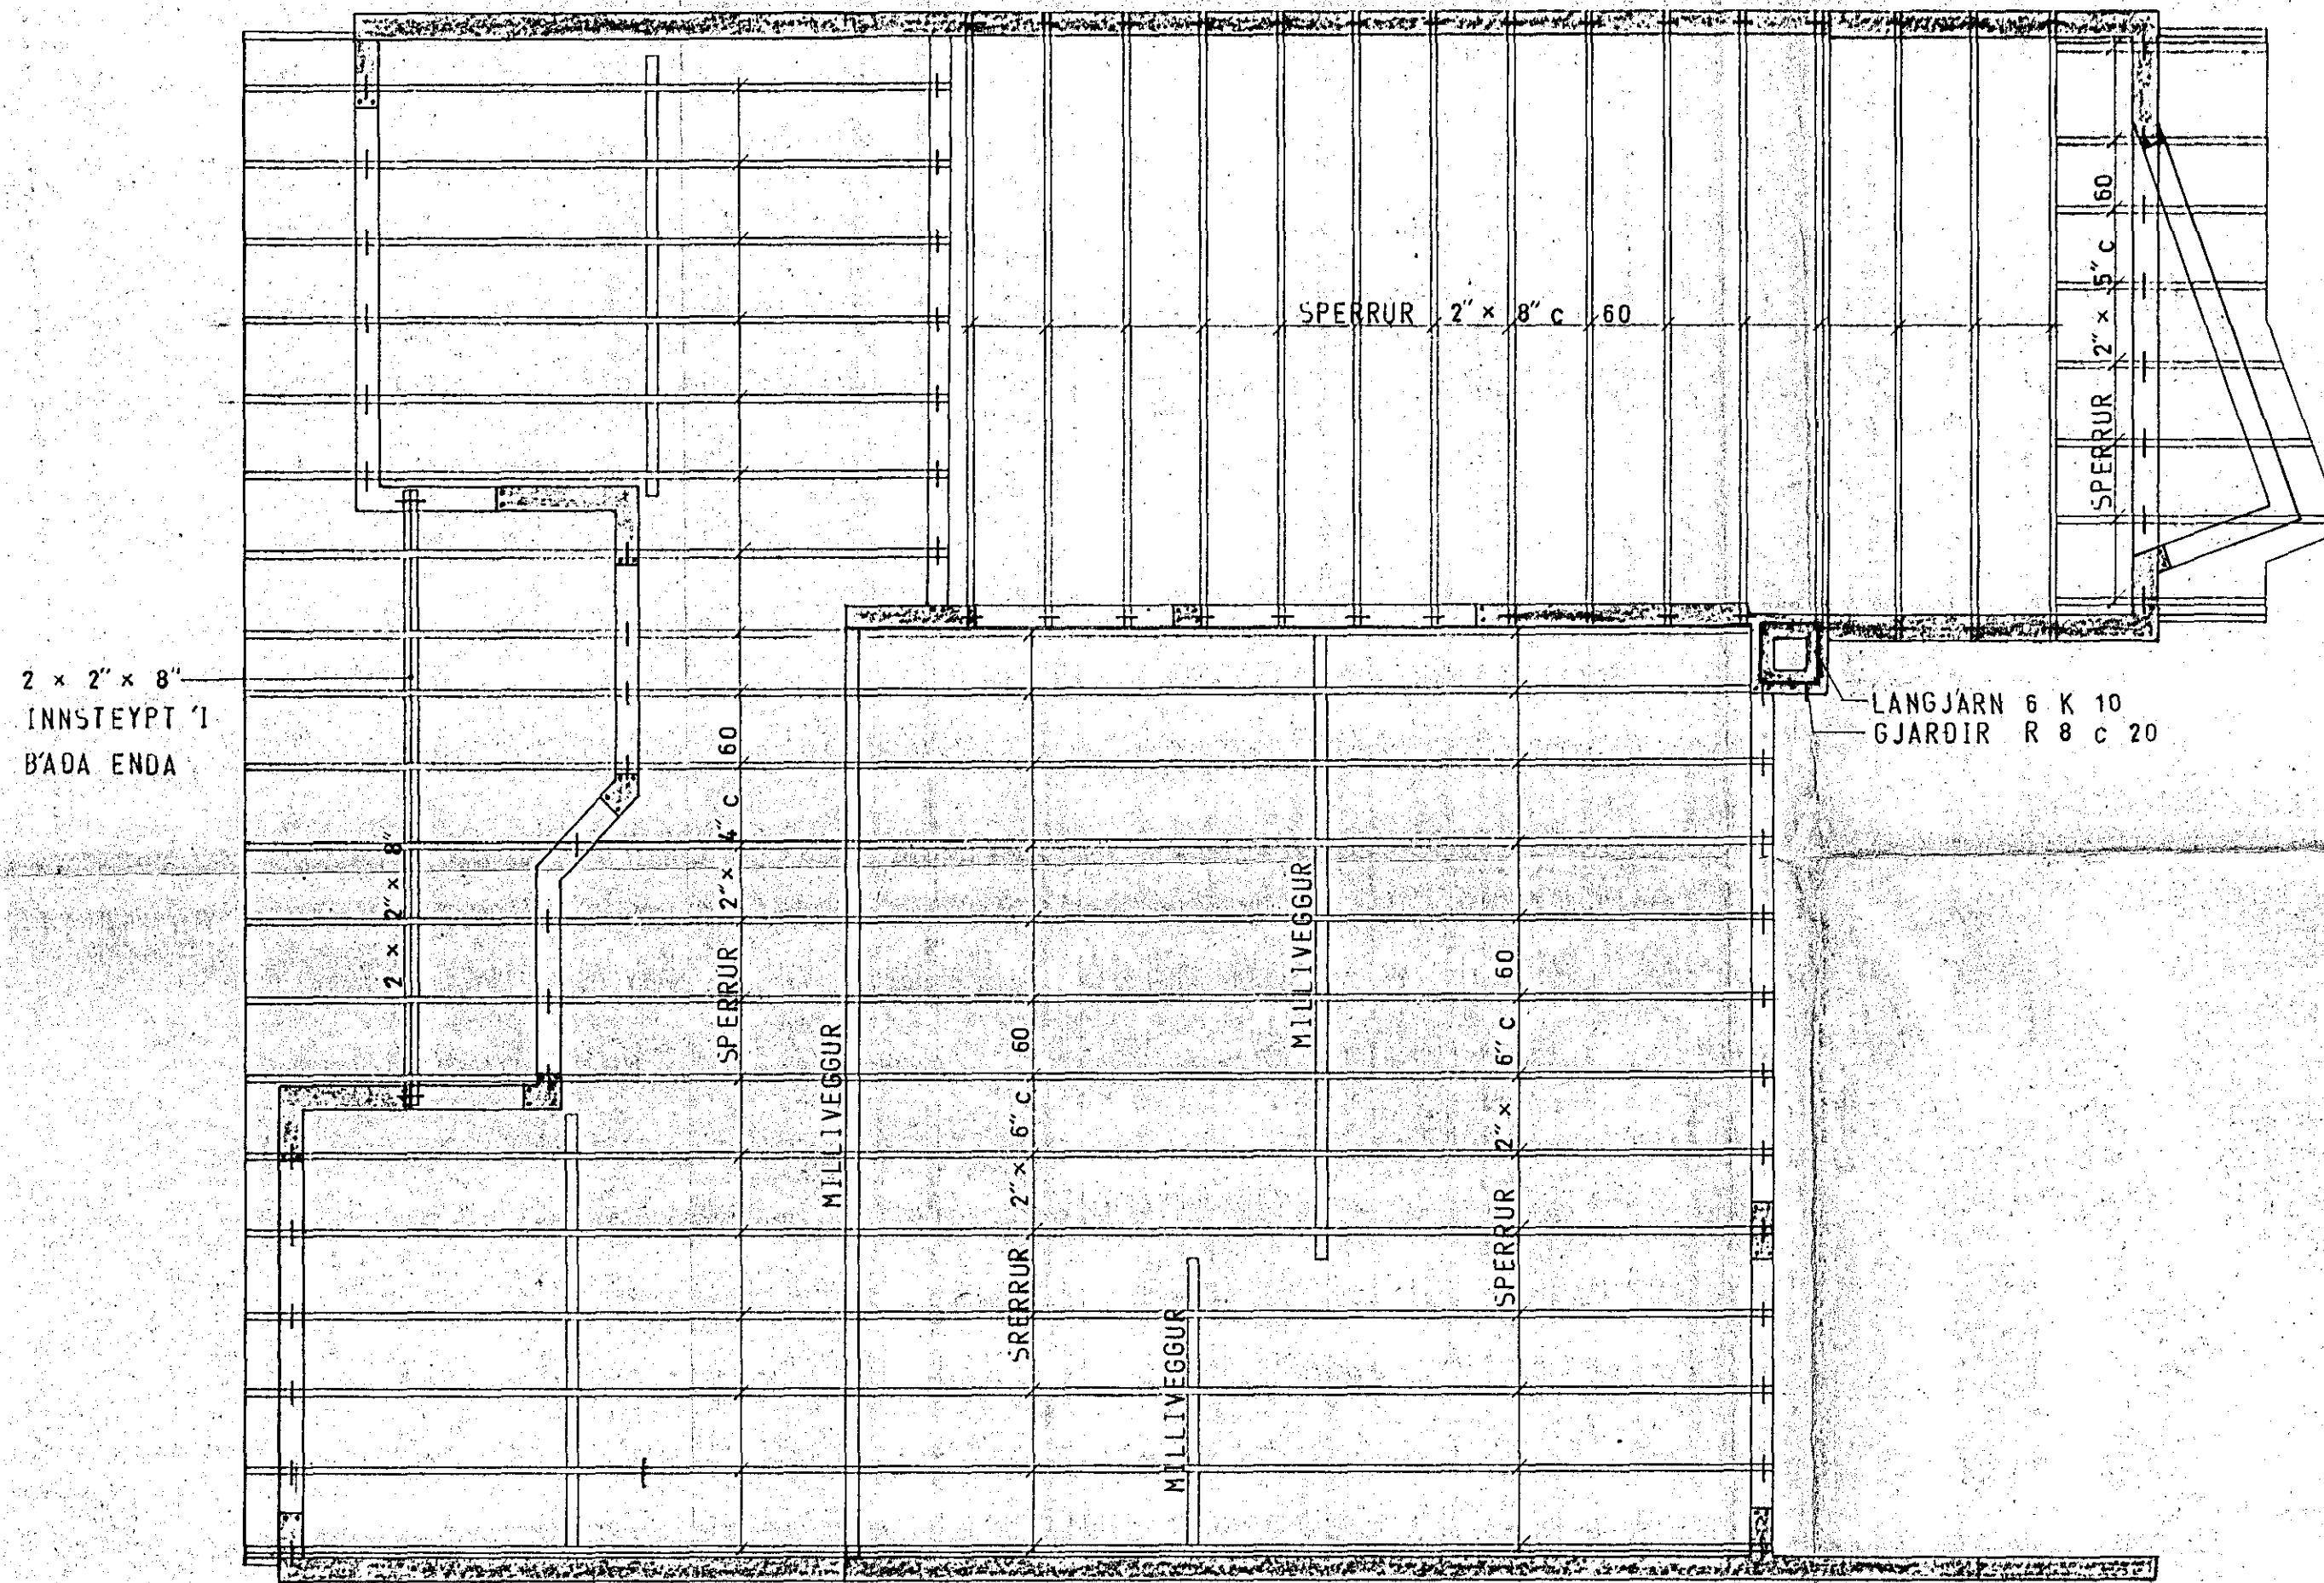 SPERRUR 2" × 8" c 60
SPERRUR 2" × 5" c 60
2 × 2" × 8"
INNSTEYPT 'I
B'AÐA ENDA
LANGJÁRN 6 K 10
GJARÐIR R 8 c 20
2 × 2" × 8"
SPERRUR 2" × 4" c 60
MILLIVEGGUR
SRERRUR 2" × 6" c 60
MILLIVEGGUR
SPERRUR 2" × 6" c 60
MILLIVEGGUR